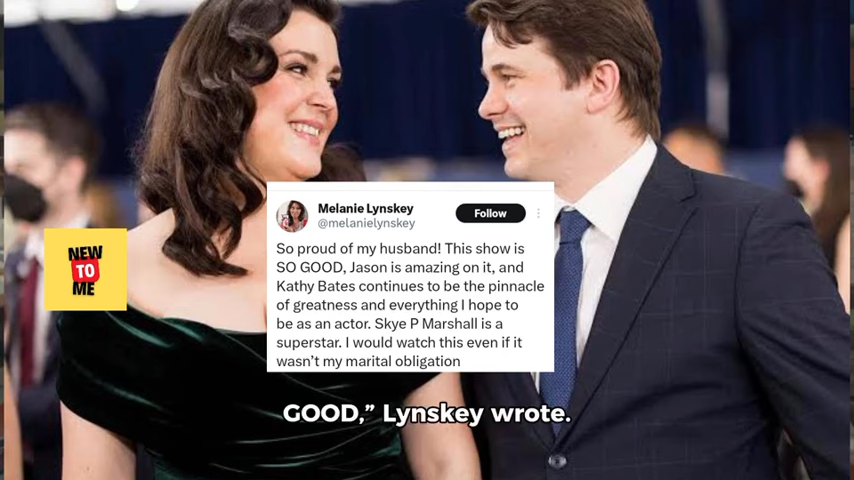 Melanie Lynskey
Follow
@melanielynskey
So proud of my husband! This show is
SO GOOD, Jason is amazing on it, and
Kathy Bates continues to be the pinnacle
of greatness and everything I hope to
be as an actor. Skye P Marshall is a
superstar. I would watch this even if it
wasn't my marital obligation
NEW
TO
ME
GOOD,” Lynskey wrote.